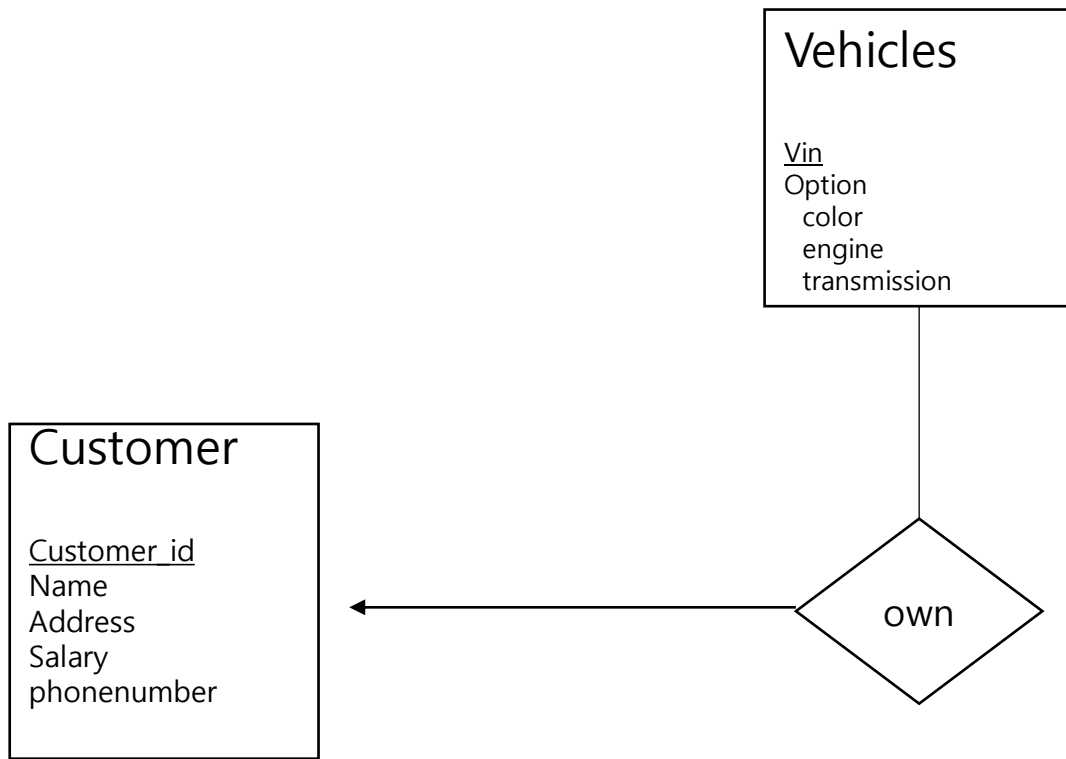 Vehicles
Vin
Option
color
engine
transmission
Customer
Customer_id
Name
Address
Salary
phonenumber
own